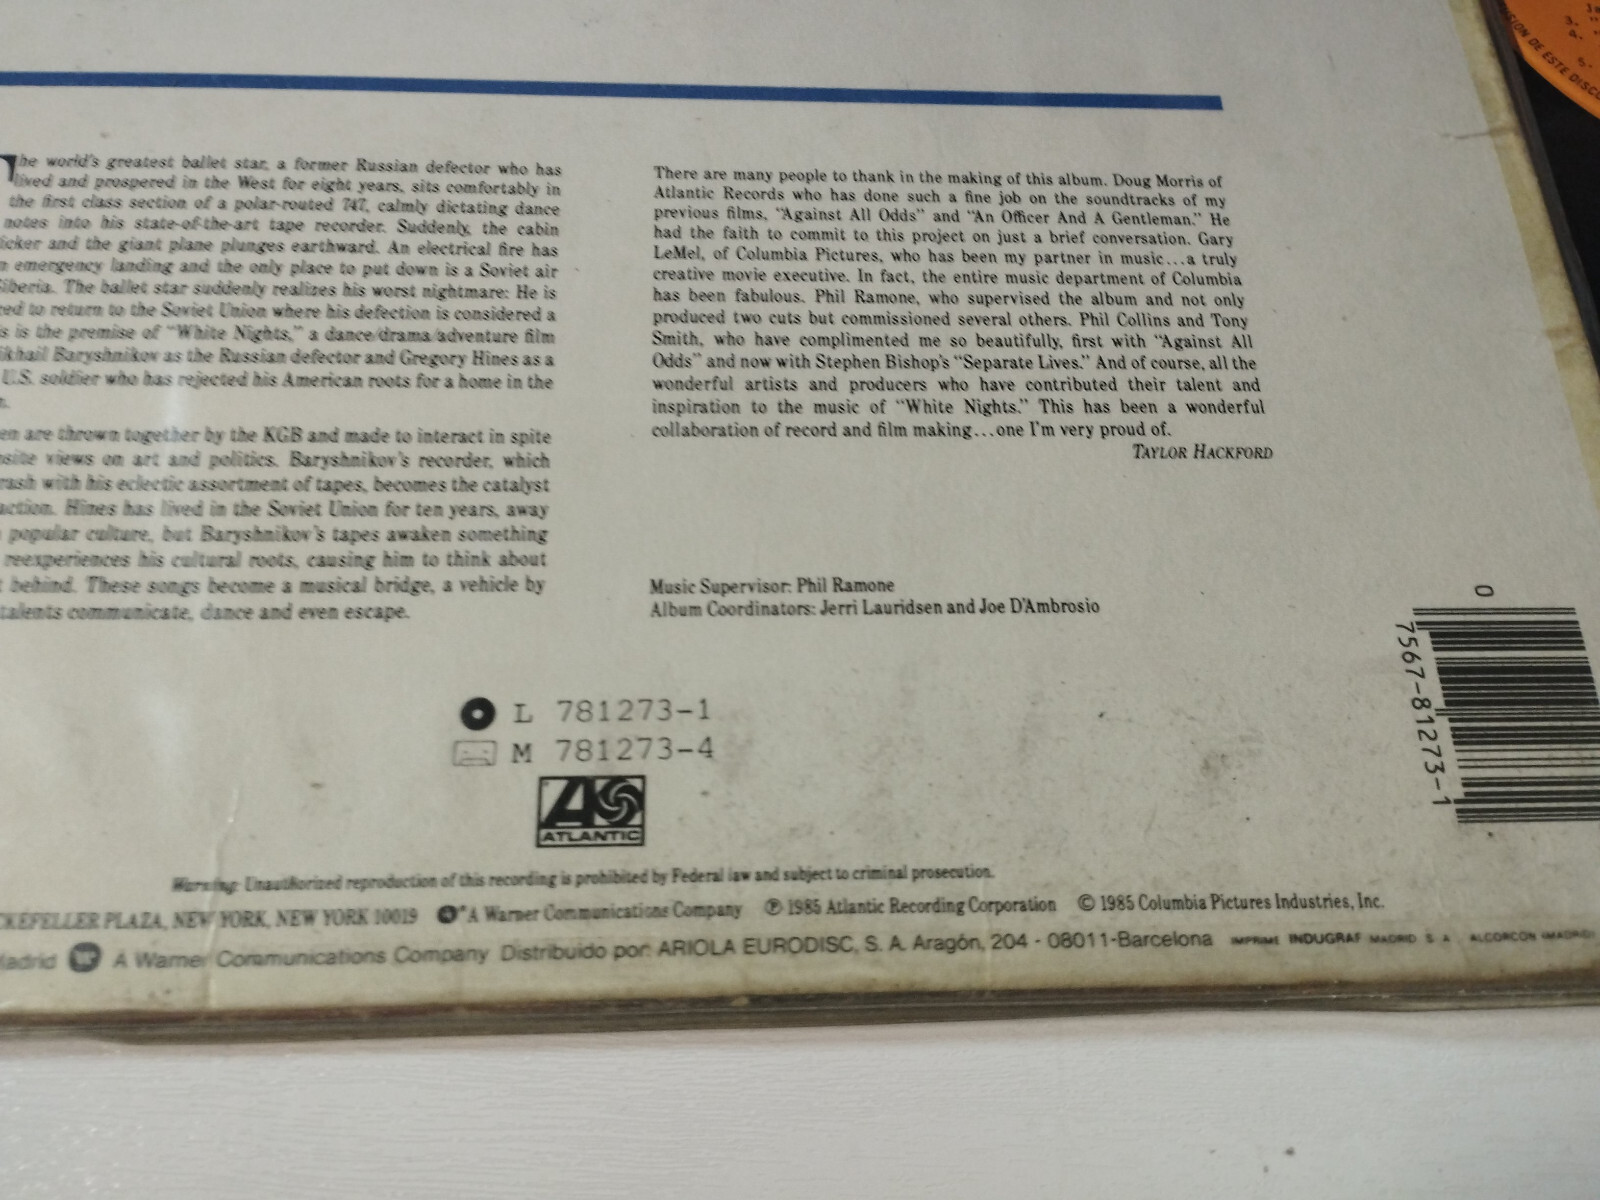 The world's greatest ballet star, a former Russian defector who has
lived and prospered in the West for eight years, sits comfortably in
the first class section of a polar-routed 747, calmly dictating dance
notes into his state-of-the-art tape recorder. Suddenly, the cabin
icker and the giant plane plunges earthward. An electrical fire has
n emergency landing and the only place to put down is a Soviet air
Siberia. The ballet star suddenly realizes his worst nightmare: He is
ced to return to the Soviet Union where his defection is considered a
s is the premise of "White Nights," a dance/drama/adventure film
ikhail Baryshnikov as the Russian defector and Gregory Hines as a
U.S. soldier who has rejected his American roots for a home in the
n.
en are thrown together by the KGB and made to interact in spite
osite views on art and politics. Baryshnikov's recorder, which
rash with his eclectic assortment of tapes, becomes the catalyst
action. Hines has lived in the Soviet Union for ten years, away
popular culture, but Baryshnikov's tapes awaken something
reexperiences his cultural roots, causing him to think about
t behind. These songs become a musical bridge, a vehicle by
talents communicate, dance and even escape.
There are many people to thank in the making of this album. Doug Morris of
Atlantic Records who has done such a fine job on the soundtracks of my
previous films, "Against All Odds" and "An Officer And A Gentleman." He
had the faith to commit to this project on just a brief conversation. Gary
LeMel, of Columbia Pictures, who has been my partner in music...a truly
creative movie executive. In fact, the entire music department of Columbia
has been fabulous. Phil Ramone, who supervised the album and not only
produced two cuts but commissioned several others. Phil Collins and Tony
Smith, who have complimented me so beautifully, first with "Against All
Odds" and now with Stephen Bishop's "Separate Lives." And of course, all the
wonderful artists and producers who have contributed their talent and
inspiration to the music of "White Nights." This has been a wonderful
collaboration of record and film making...one I'm very proud of.
TAYLOR HACKFORD
Music Supervisor: Phil Ramone
Album Coordinators: Jerri Lauridsen and Joe D'Ambrosio
L 781273-1
M 781273-4
ATLANTIC
0
7567-81273-1
Warning: Unauthorized reproduction of this recording is prohibited by Federal law and subject to criminal prosecution.
CKEFELLER PLAZA, NEW YORK, NEW YORK 10019 A Warner Communications Company ℗ 1985 Atlantic Recording Corporation © 1985 Columbia Pictures Industries, Inc.
Madrid A Warner Communications Company Distribuido por: ARIOLA EURODISC, S. A. Aragón, 204 - 08011-Barcelona IMPRIME INDUGRAF MADRID S A ALCORCON (MADRID)
SION DE ESTE DISCO
3.
5.